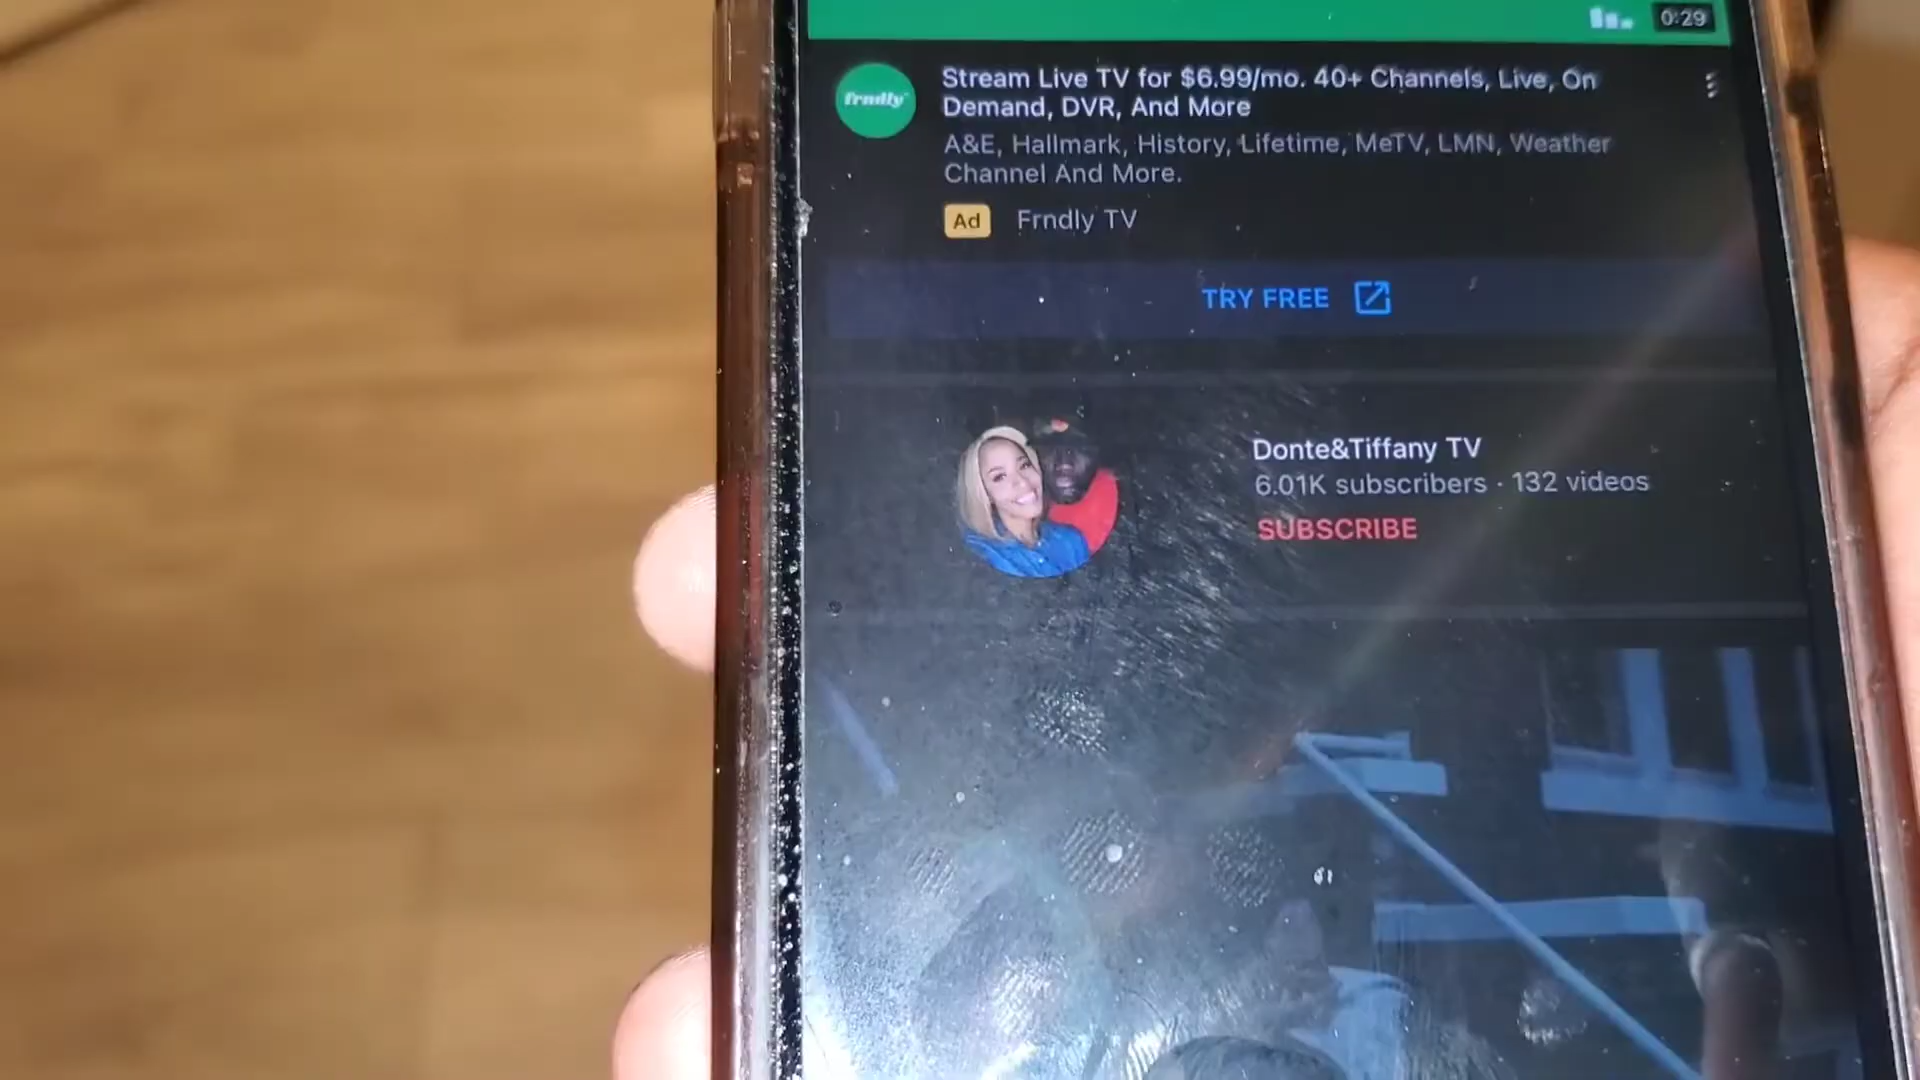 0:29
frndly
Stream Live TV for $6.99/mo. 40+ Channels, Live, On
Demand, DVR, And More
A&E, Hallmark, History, Lifetime, MeTV, LMN, Weather
Channel And More.
Ad Frndly TV
TRY FREE
Donte&Tiffany TV
6.01K subscribers · 132 videos
SUBSCRIBE